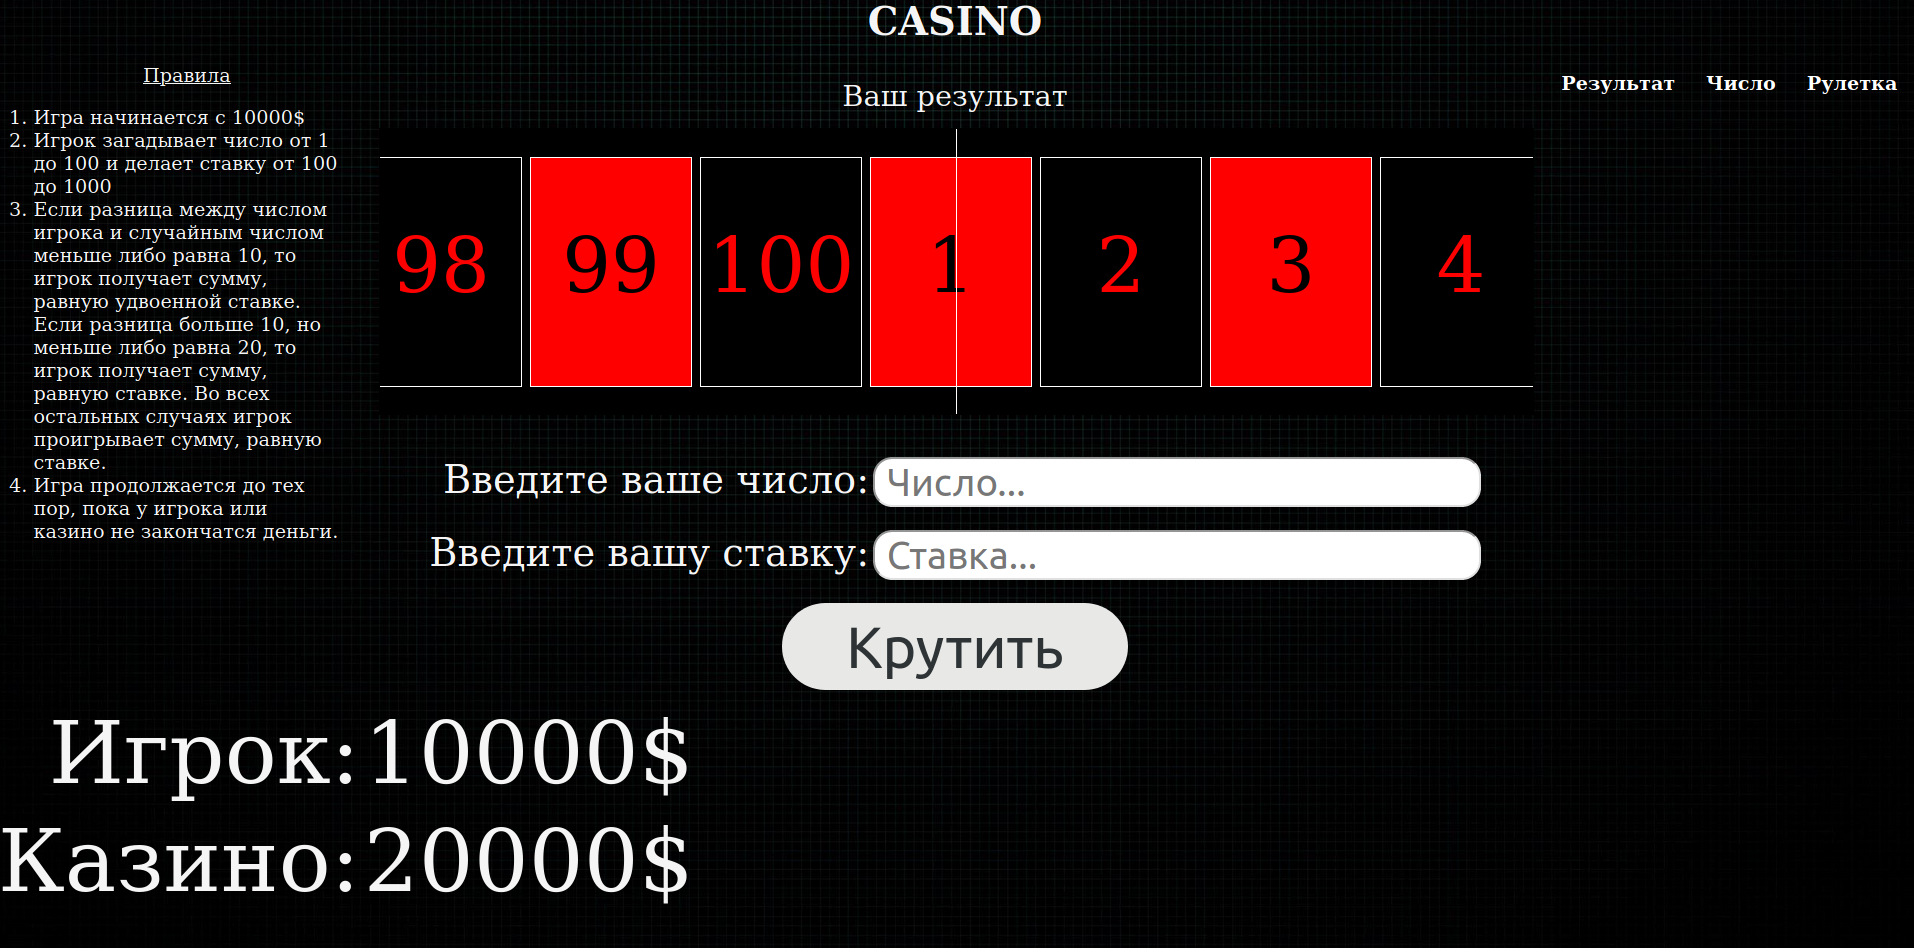 CASINO
Правила
1. Игра начинается с 10000$
2. Игрок загадывает число от 1
до 100 и делает ставку от 100
до 1000
3. Если разница между числом
игрока и случайным числом
меньше либо равна 10, то
игрок получает сумму,
равную удвоенной ставке.
Если разница больше 10, но
меньше либо равна 20, то
игрок получает сумму,
равную ставке. Во всех
остальных случаях игрок
проигрывает сумму, равную
ставке.
4. Игра продолжается до тех
пор, пока у игрока или
казино не закончатся деньги.
Ваш результат
98 99 100 1 2 3 4
Введите ваше число: Число...
Введите вашу ставку: Ставка...
Крутить
Игрок:10000$
Казино:20000$
Результат Число Рулетка